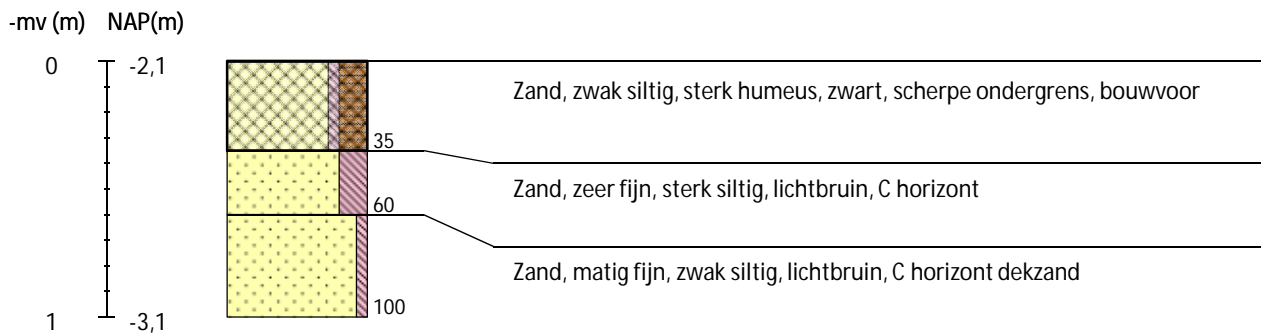 -mv (m) NAP(m)
0 -2,1
Zand, zwak siltig, sterk humeus, zwart, scherpe ondergrens, bouwvoor
35
Zand, zeer fijn, sterk siltig, lichtbruin, C horizont
60
Zand, matig fijn, zwak siltig, lichtbruin, C horizont dekzand
100
1 -3,1